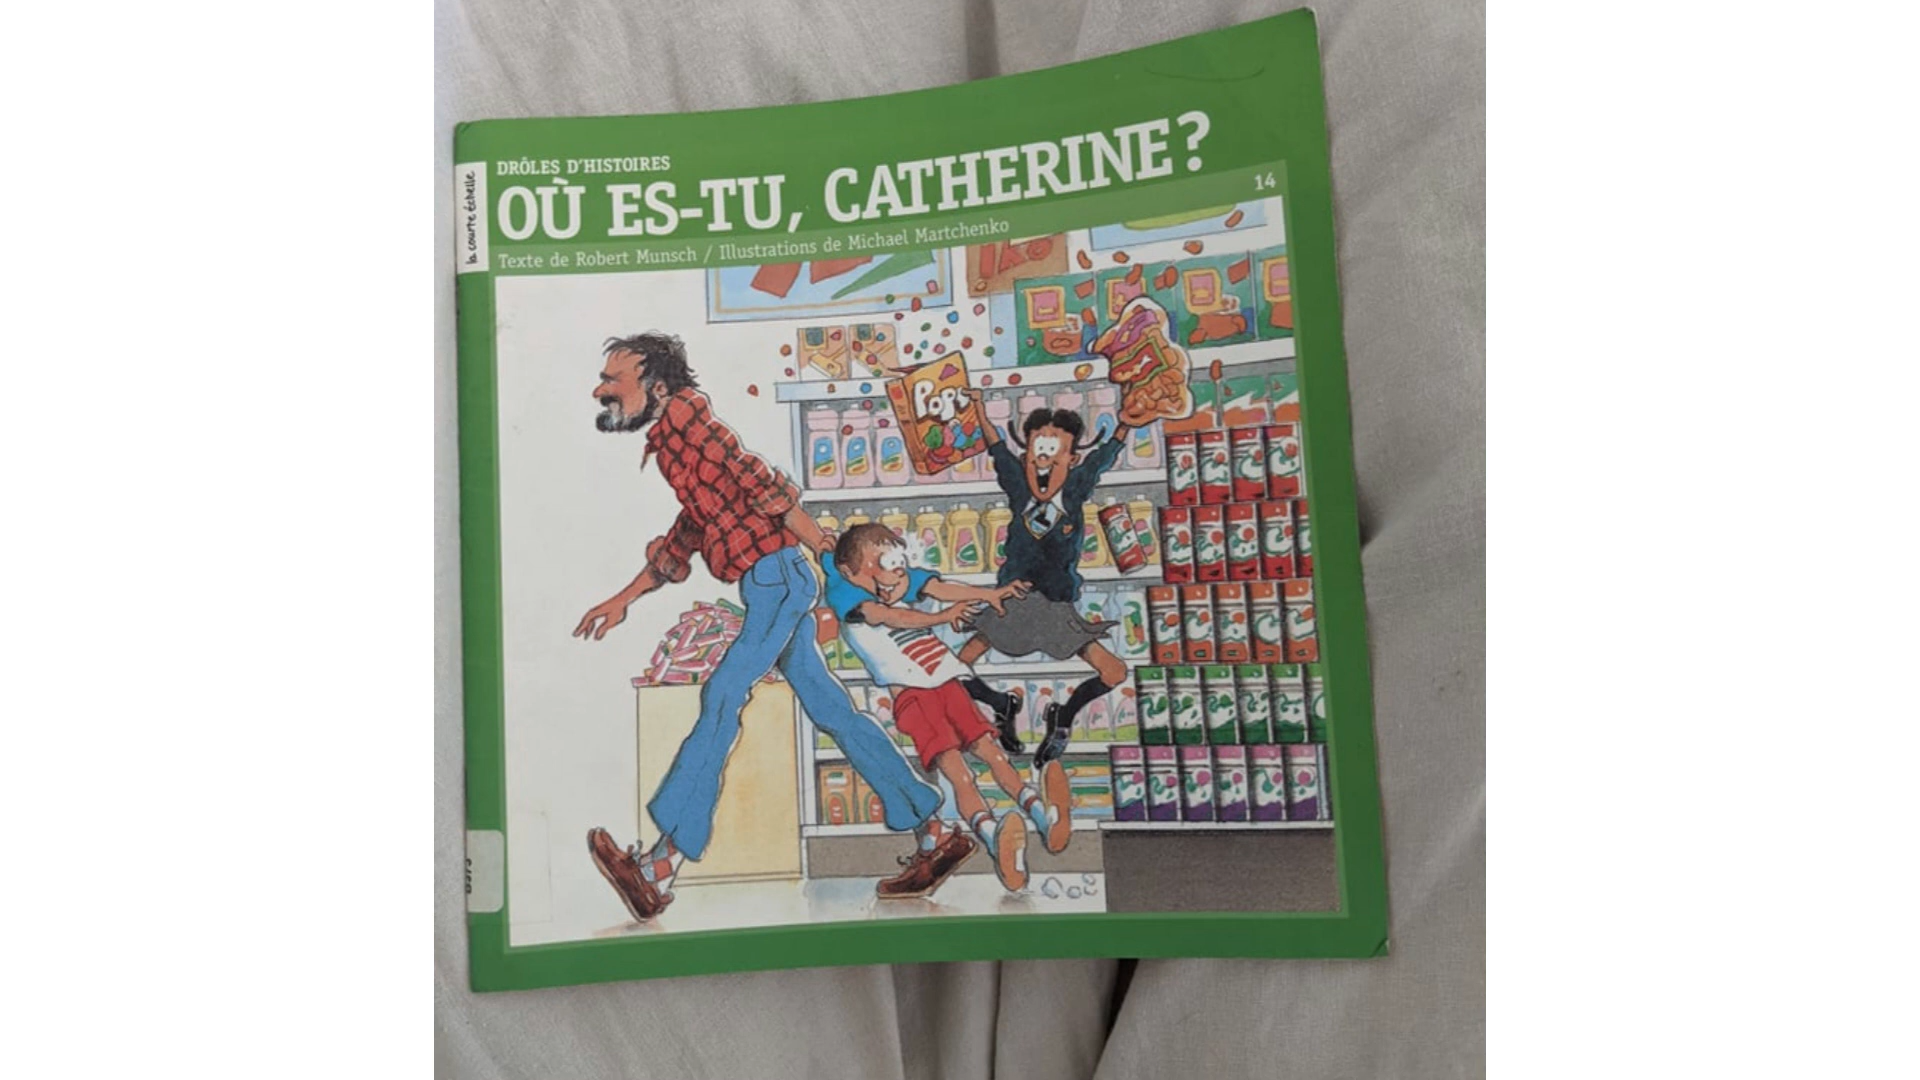 la courte échelle
DRÔLES D'HISTOIRES
OÙ ES-TU, CATHERINE?
14
Texte de Robert Munsch / Illustrations de Michael Martchenko
Pops